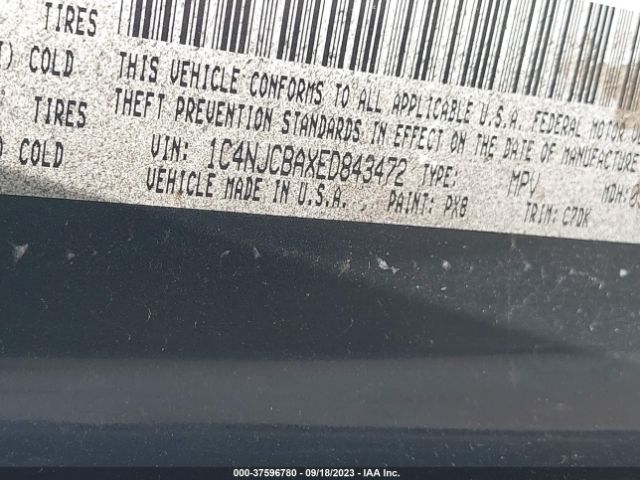 TIRES
) COLD THIS VEHICLE CONFORMS TO ALL APPLICABLE U.S.A. FEDERAL MOTOR
TIRES THEFT PREVENTION STANDARDS IN EFFECT ON THE DATE OF MANUFACTURE
) COLD VIN: 1C4NJCBAXED843472 TYPE: MPV MDH:
VEHICLE MADE IN U.S.A. PAINT: PX8 TRIM: C7DK
000-37596780 - 09/18/2023 - IAA Inc.